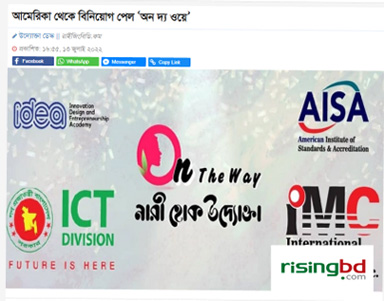 আমেরিকা থেকে বিনিয়োগ পেল ‘অন দ্য ওয়ে’
উদ্যোক্তা ডেস্ক || রাইজিংবিডি.কম
প্রকাশিত: ১৬:৫৫, ১৩ জুলাই ২০২২
Facebook WhatsApp Messenger Copy Link
idea
Innovation
Design and
Entrepreneurship
Academy
AISA
American Institute of
Standards & Accreditation
On The Way
নারী হোক উদ্যোক্তা
ICT
DIVISION
FUTURE IS HERE
iMC
International
risingbd.com